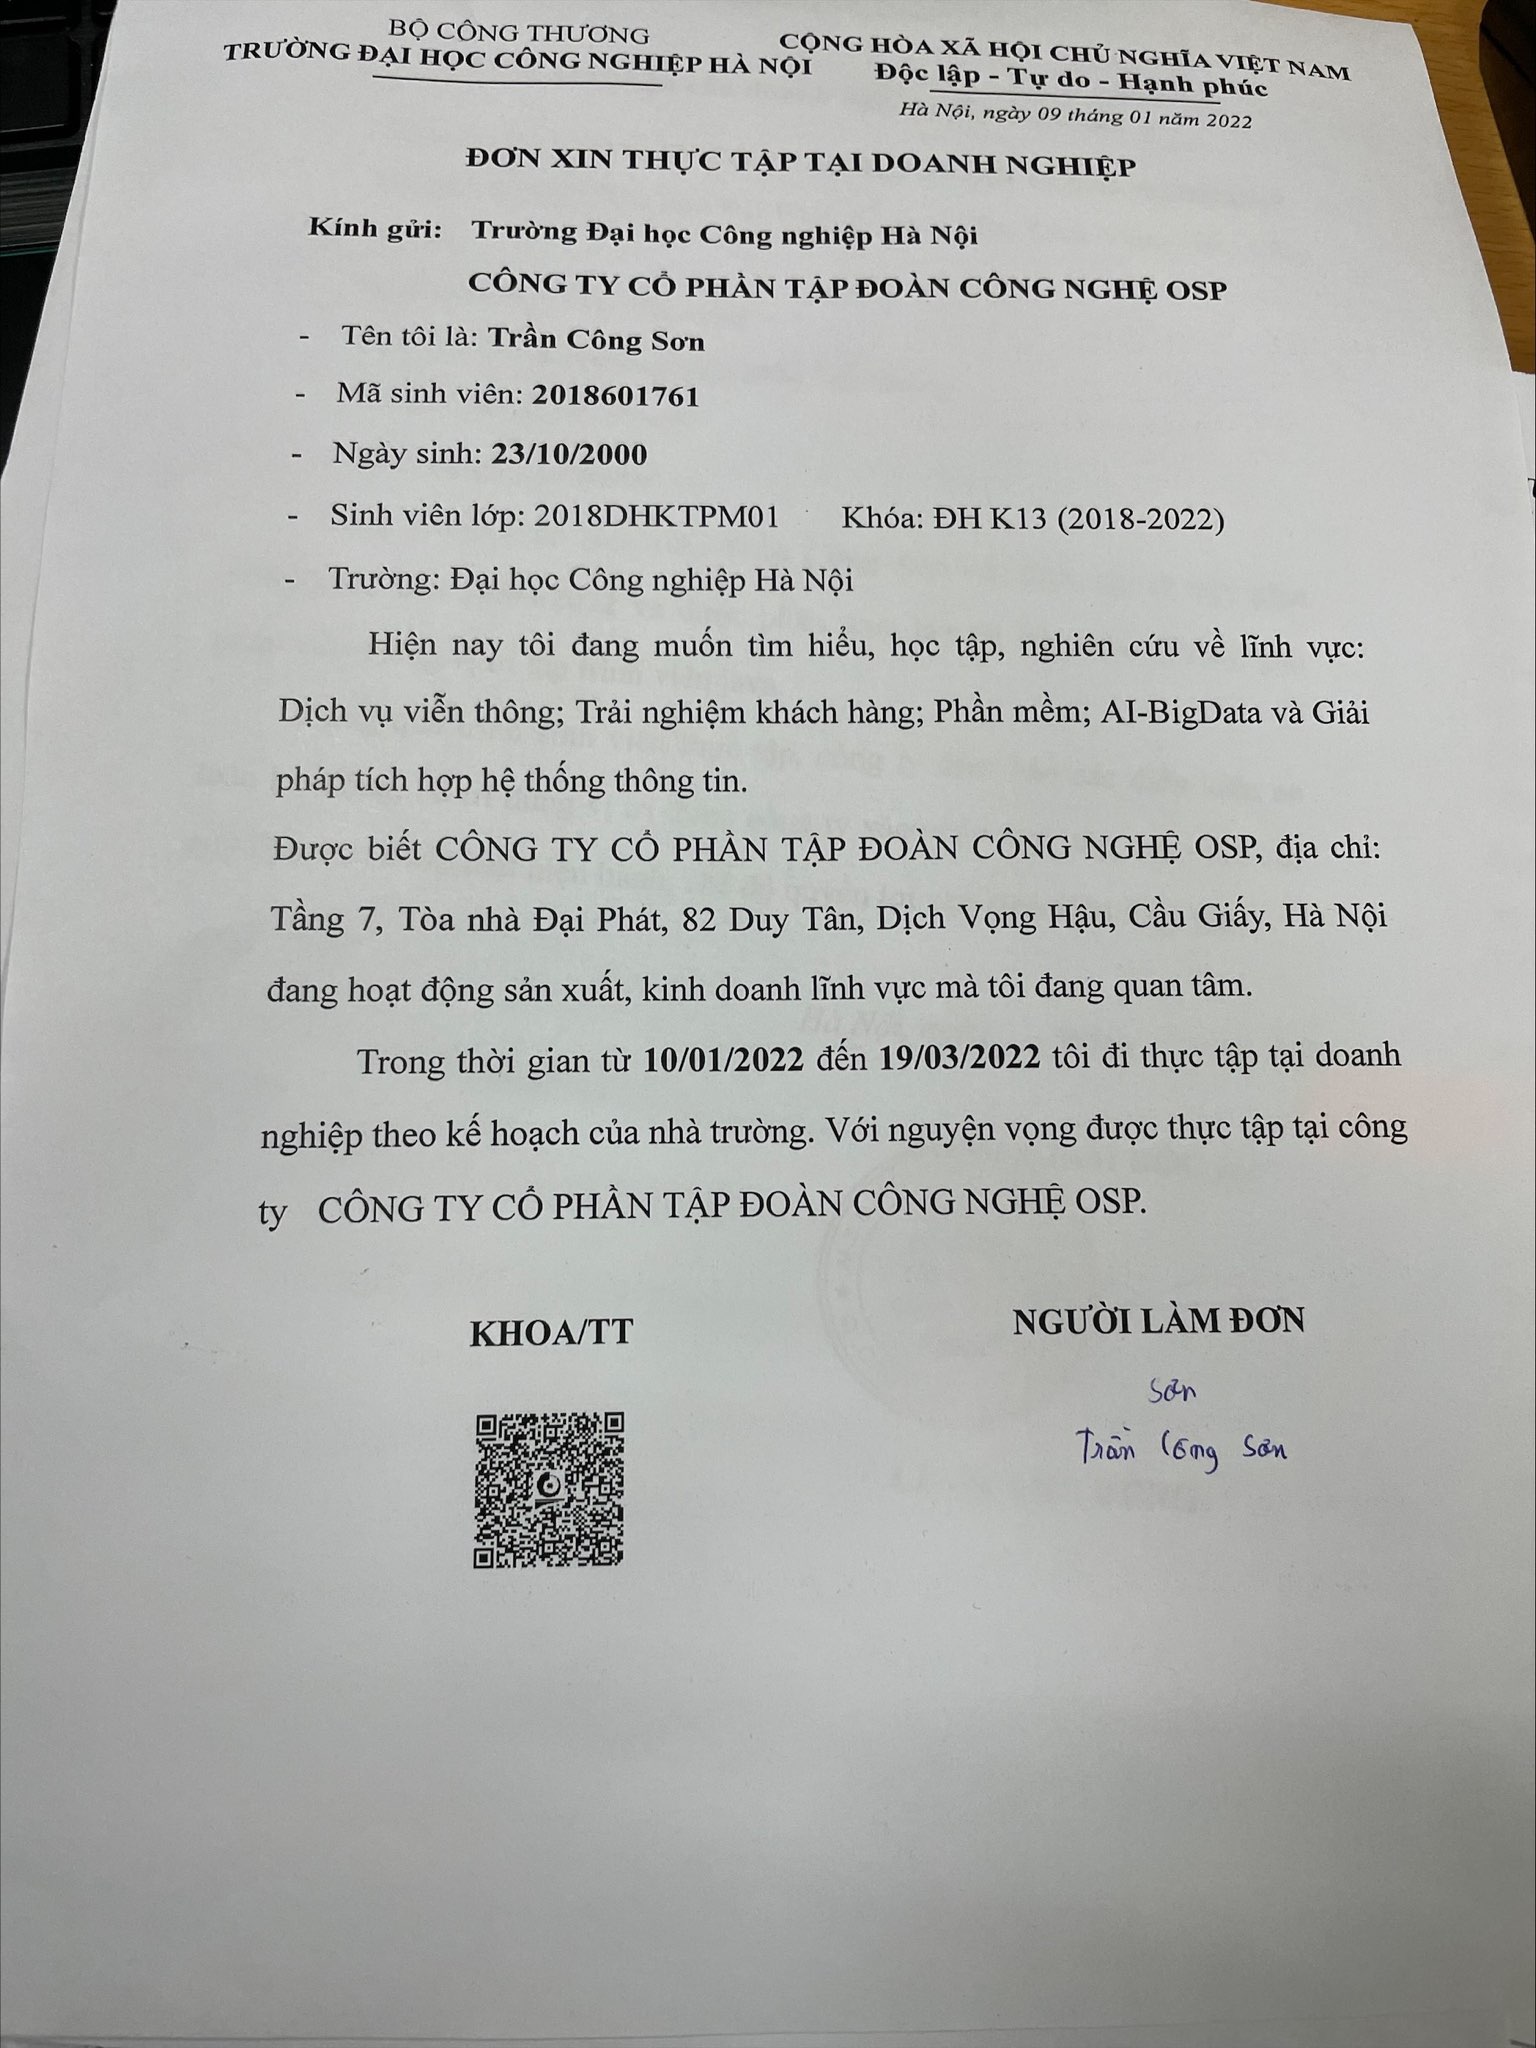 BỘ CÔNG THƯƠNG
TRƯỜNG ĐẠI HỌC CÔNG NGHIỆP HÀ NỘI
CỘNG HÒA XÃ HỘI CHỦ NGHĨA VIỆT NAM
Độc lập - Tự do - Hạnh phúc
Hà Nội, ngày 09 tháng 01 năm 2022
ĐƠN XIN THỰC TẬP TẠI DOANH NGHIỆP
Kính gửi: Trường Đại học Công nghiệp Hà Nội
CÔNG TY CỔ PHẦN TẬP ĐOÀN CÔNG NGHỆ OSP
- Tên tôi là: Trần Công Sơn
- Mã sinh viên: 2018601761
- Ngày sinh: 23/10/2000
- Sinh viên lớp: 2018DHKTPM01 Khóa: ĐH K13 (2018-2022)
- Trường: Đại học Công nghiệp Hà Nội
Hiện nay tôi đang muốn tìm hiểu, học tập, nghiên cứu về lĩnh vực:
Dịch vụ viễn thông; Trải nghiệm khách hàng; Phần mềm; AI-BigData và Giải
pháp tích hợp hệ thống thông tin.
Được biết CÔNG TY CỔ PHẦN TẬP ĐOÀN CÔNG NGHỆ OSP, địa chỉ:
Tầng 7, Tòa nhà Đại Phát, 82 Duy Tân, Dịch Vọng Hậu, Cầu Giấy, Hà Nội
đang hoạt động sản xuất, kinh doanh lĩnh vực mà tôi đang quan tâm.
Trong thời gian từ 10/01/2022 đến 19/03/2022 tôi đi thực tập tại doanh
nghiệp theo kế hoạch của nhà trường. Với nguyện vọng được thực tập tại công
ty CÔNG TY CỔ PHẦN TẬP ĐOÀN CÔNG NGHỆ OSP.
KHOA/TT
NGƯỜI LÀM ĐƠN
Sơn
Trần Công Sơn